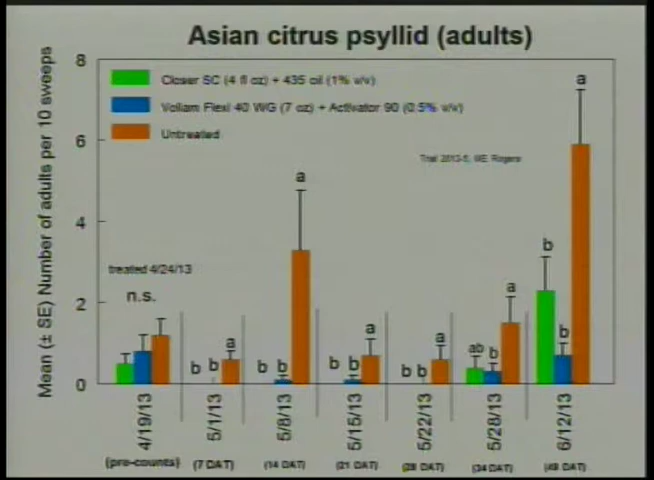 Asian citrus psyllid (adults)
Mean (± SE) Number of adults per 10 sweeps
8
6
4
2
0
Closer SC (4 fl oz) + 435 oil (1% v/v)
Voliam Flexi 40 WG (7 oz) + Activator 90 (0.5% v/v)
Untreated
Trial 2013-5, ME Rogers
treated 4/24/13
n.s.
b b a
b b a
b b a
b b a
ab b a
b b a
4/19/13 5/1/13 5/8/13 5/15/13 5/22/13 5/28/13 6/12/13
(pre-counts) (7 DAT) (14 DAT) (21 DAT) (28 DAT) (34 DAT) (49 DAT)